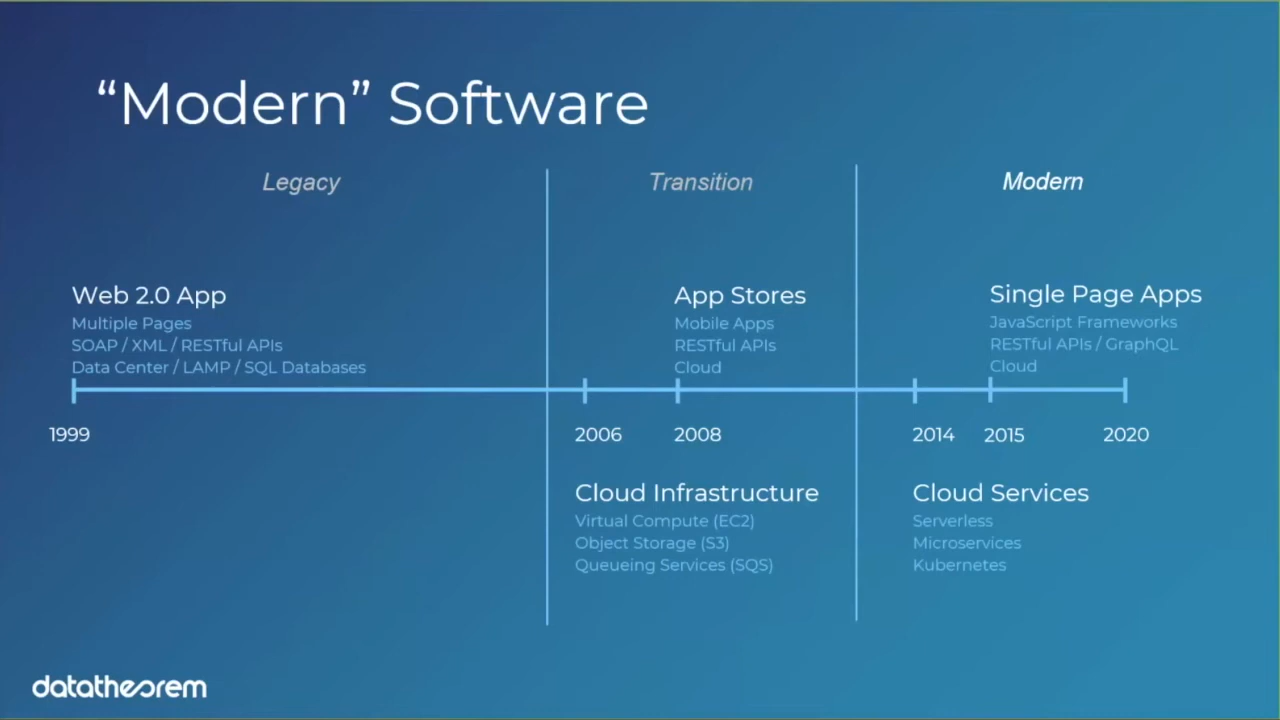 “Modern” Software
Legacy
Transition
Modern
Web 2.0 App
Multiple Pages
SOAP / XML / RESTful APIs
Data Center / LAMP / SQL Databases
App Stores
Mobile Apps
RESTful APIs
Cloud
Single Page Apps
JavaScript Frameworks
RESTful APIs / GraphQL
Cloud
1999
2006
2008
2014
2015
2020
Cloud Infrastructure
Virtual Compute (EC2)
Object Storage (S3)
Queueing Services (SQS)
Cloud Services
Serverless
Microservices
Kubernetes
datatheorem